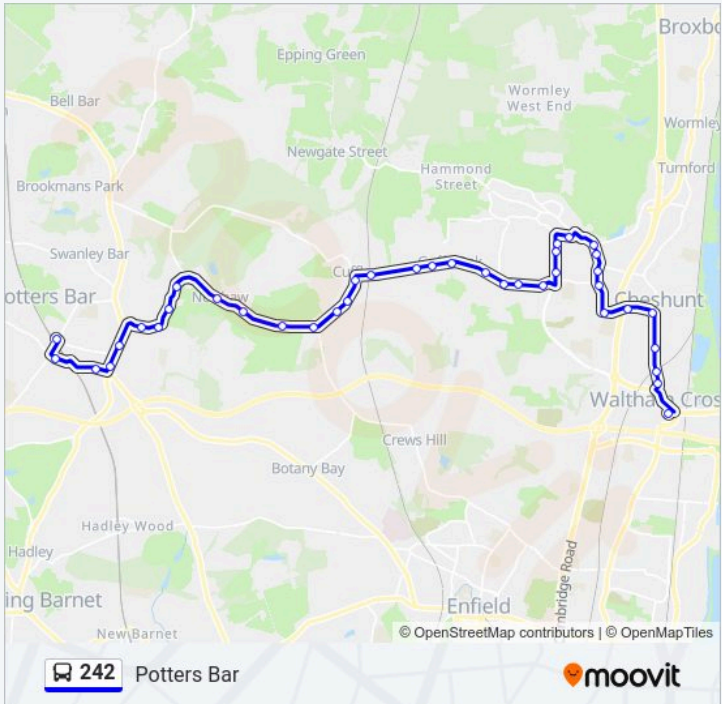 Broxbo
Epping Green
Bell Bar
Wormley
West End
Wormley
Newgate Street
Hammond
Street
Turnford
Brookmans Park
Swanley Bar
Cuffl
otters Bar
Cheshunt
Waltha
Cros
Crews Hill
Botany Bay
Hadley Wood
Hadley
nbridge Road
ing Barnet
Enfield
New Barnet
© OpenStreetMap contributors | © OpenMapTiles
242 Potters Bar
moovit